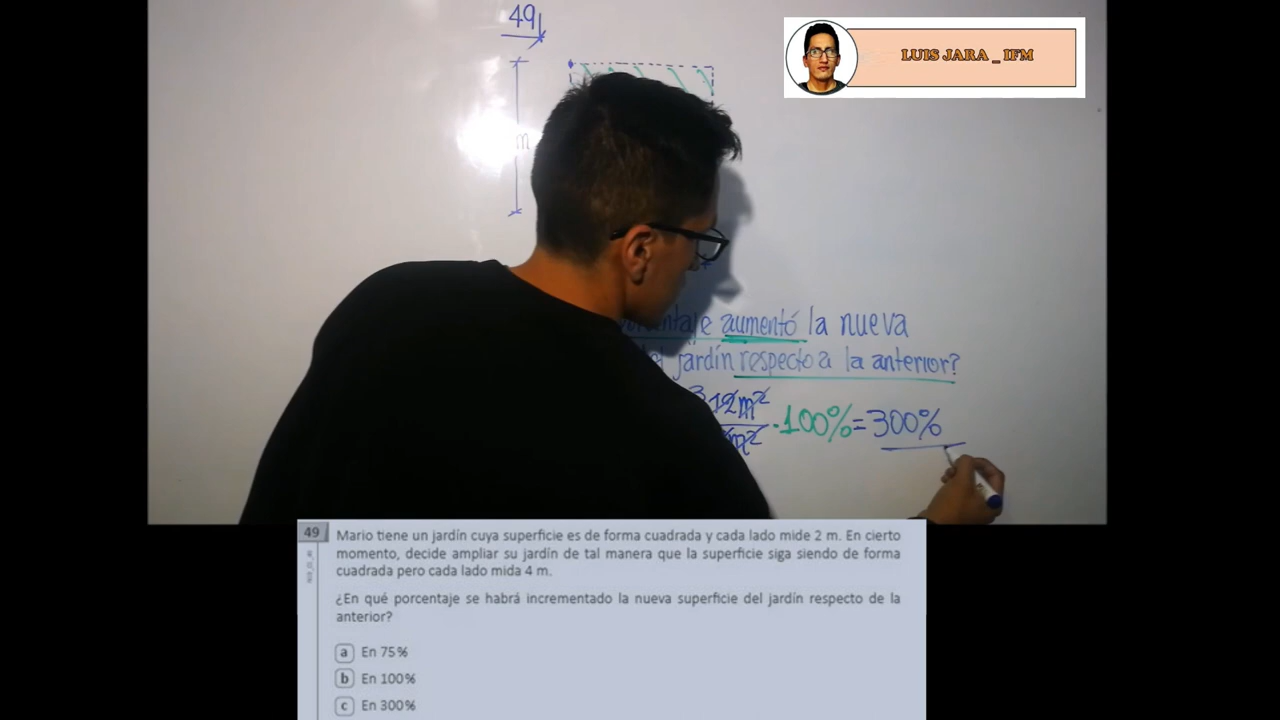 49
LUIS JARA _ IFM
m
aumentó la nueva
jardín respecto a la anterior?
3 12m²
m² · 100% = 300%
49 Mario tiene un jardín cuya superficie es de forma cuadrada y cada lado mide 2 m. En cierto
momento, decide ampliar su jardín de tal manera que la superficie siga siendo de forma
cuadrada pero cada lado mida 4 m.
¿En qué porcentaje se habrá incrementado la nueva superficie del jardín respecto de la
anterior?
a En 75%
b En 100%
c En 300%